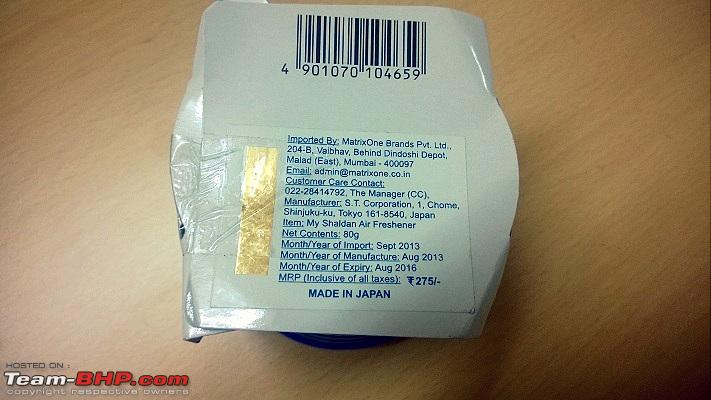 4 901070 104659
Imported By: MatrixOne Brands Pvt. Ltd.,
204-B, Vaibhav, Behind Dindoshi Depot,
Malad (East), Mumbai - 400097
Email: admin@matrixone.co.in
Customer Care Contact:
022-28414792, The Manager (CC),
Manufacturer: S.T. Corporation, 1, Chome,
Shinjuku-ku, Tokyo 161-8540, Japan
Item: My Shaldan Air Freshener
Net Contents: 80g
Month/Year of Import: Sept 2013
Month/Year of Manufacture: Aug 2013
Month/Year of Expiry: Aug 2016
MRP (Inclusive of all taxes): ₹275/-
MADE IN JAPAN
HOSTED ON :
Team-BHP.com
copyright respective owners